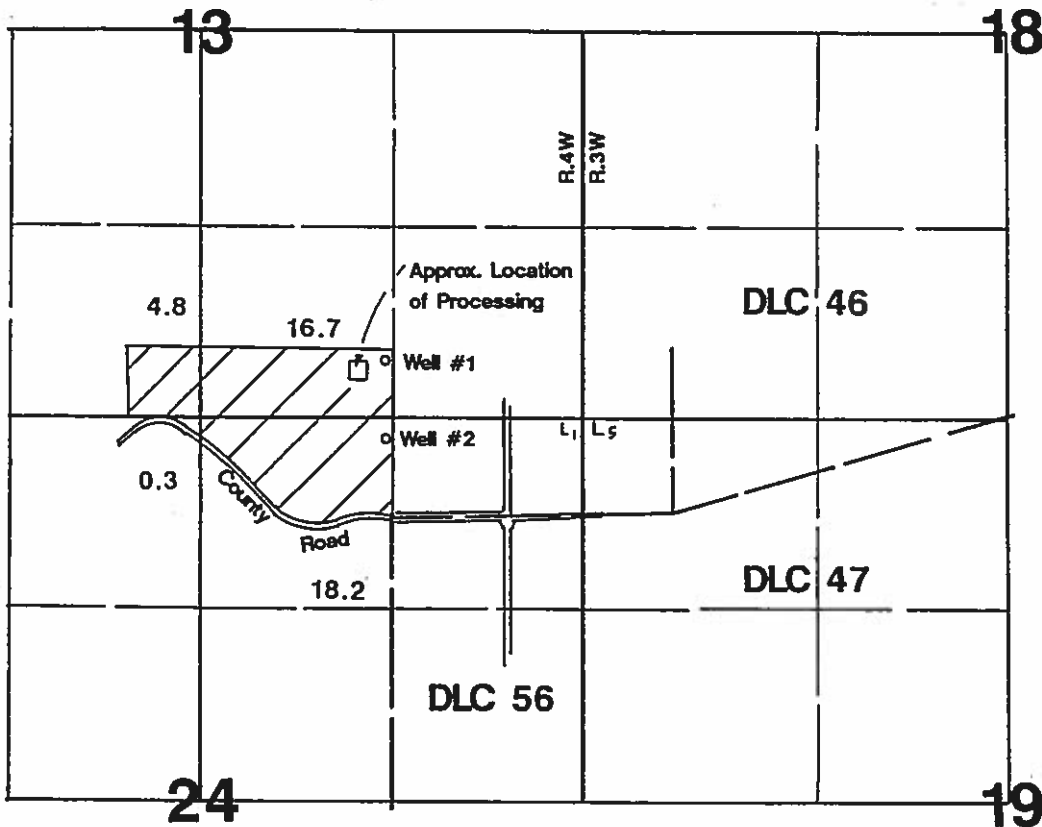 13
18
R.4W
R.3W
Approx. Location
of Processing
DLC 46
4.8
16.7
Well #1
Well #2
L₁
L5
0.3
County
Road
18.2
DLC 47
DLC 56
24
19